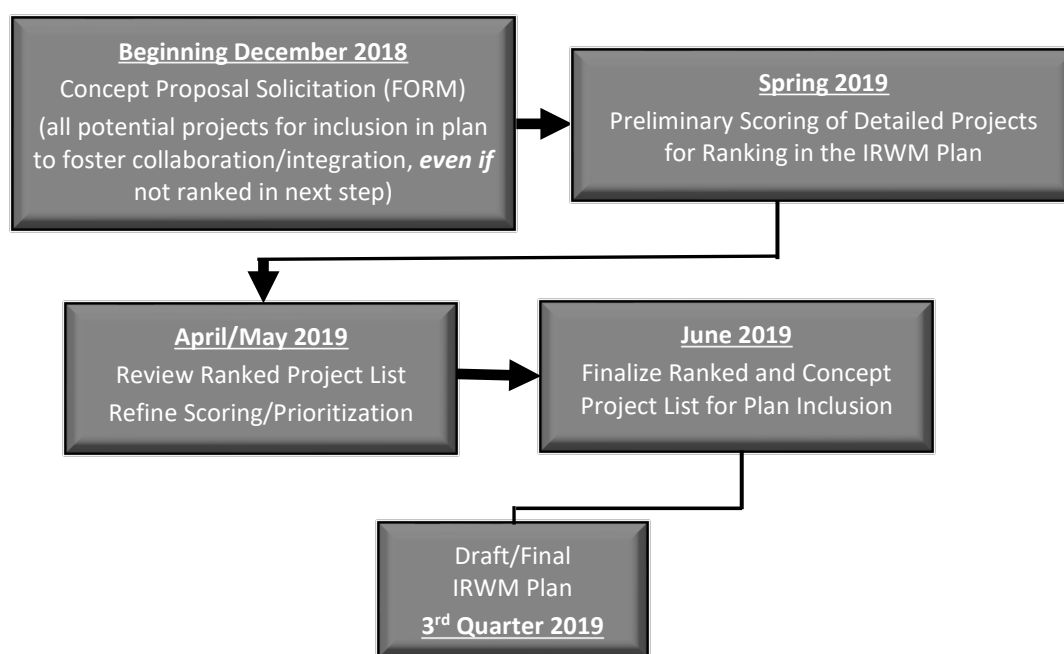 Beginning December 2018
Concept Proposal Solicitation (FORM)
(all potential projects for inclusion in plan
to foster collaboration/integration, even if
not ranked in next step)
Spring 2019
Preliminary Scoring of Detailed Projects
for Ranking in the IRWM Plan
April/May 2019
Review Ranked Project List
Refine Scoring/Prioritization
June 2019
Finalize Ranked and Concept
Project List for Plan Inclusion
Draft/Final
IRWM Plan
3rd Quarter 2019